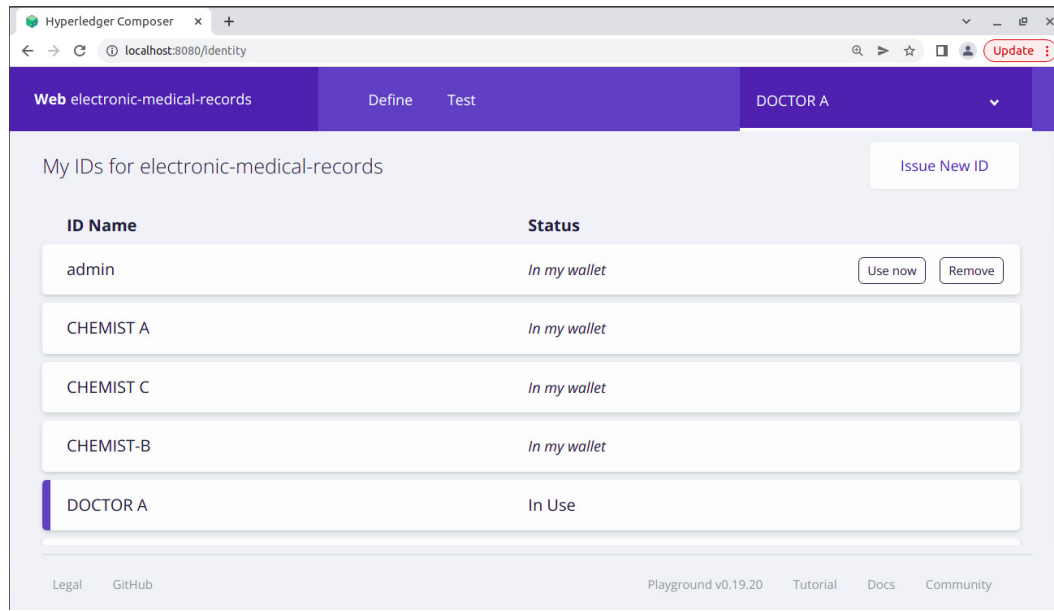 Hyperledger Composer
localhost:8080/identity
Update
Web electronic-medical-records Define Test DOCTOR A
My IDs for electronic-medical-records Issue New ID
ID Name Status
admin In my wallet Use now Remove
CHEMIST A In my wallet
CHEMIST C In my wallet
CHEMIST-B In my wallet
DOCTOR A In Use
Legal GitHub Playground v0.19.20 Tutorial Docs Community